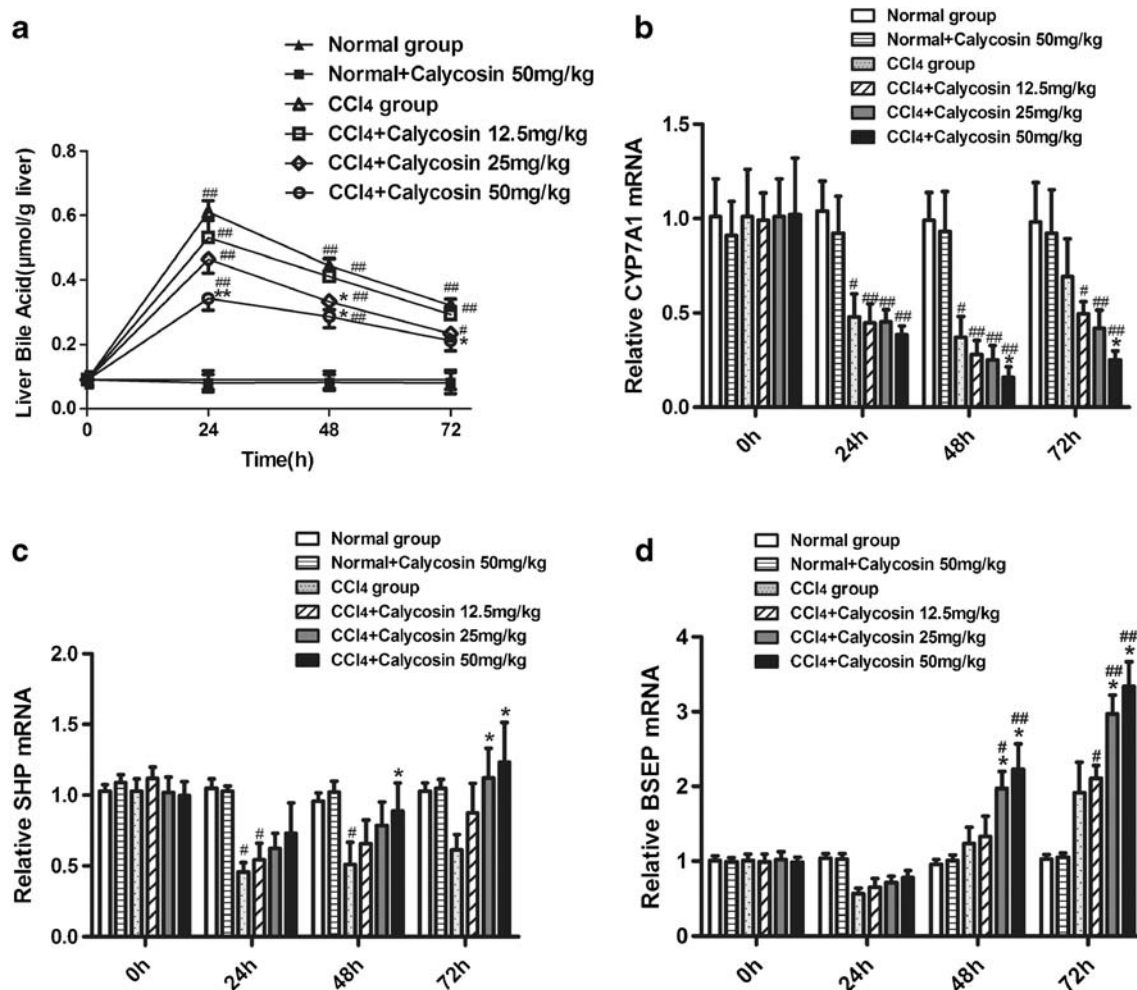 a
Normal group
Normal+Calycosin 50mg/kg
CCl4 group
CCl4+Calycosin 12.5mg/kg
CCl4+Calycosin 25mg/kg
CCl4+Calycosin 50mg/kg
Liver Bile Acid(μmol/g liver)
0.8
0.6
0.4
0.2
0.0
##
##
##
##
**
##
##
* ##
* ##
##
##
#
*
0 24 48 72
Time(h)
b
Normal group
Normal+Calycosin 50mg/kg
CCl4 group
CCl4+Calycosin 12.5mg/kg
CCl4+Calycosin 25mg/kg
CCl4+Calycosin 50mg/kg
Relative CYP7A1 mRNA
1.5
1.0
0.5
0.0
# ## ## ##
# ## ## ##
*
# ## ##
*
0h 24h 48h 72h
c
Normal group
Normal+Calycosin 50mg/kg
CCl4 group
CCl4+Calycosin 12.5mg/kg
CCl4+Calycosin 25mg/kg
CCl4+Calycosin 50mg/kg
Relative SHP mRNA
2.0
1.5
1.0
0.5
0.0
# #
# *
* *
0h 24h 48h 72h
d
Normal group
Normal+Calycosin 50mg/kg
CCl4 group
CCl4+Calycosin 12.5mg/kg
CCl4+Calycosin 25mg/kg
CCl4+Calycosin 50mg/kg
Relative BSEP mRNA
4
3
2
1
0
# ##
* *
# ## ##
* *
0h 24h 48h 72h